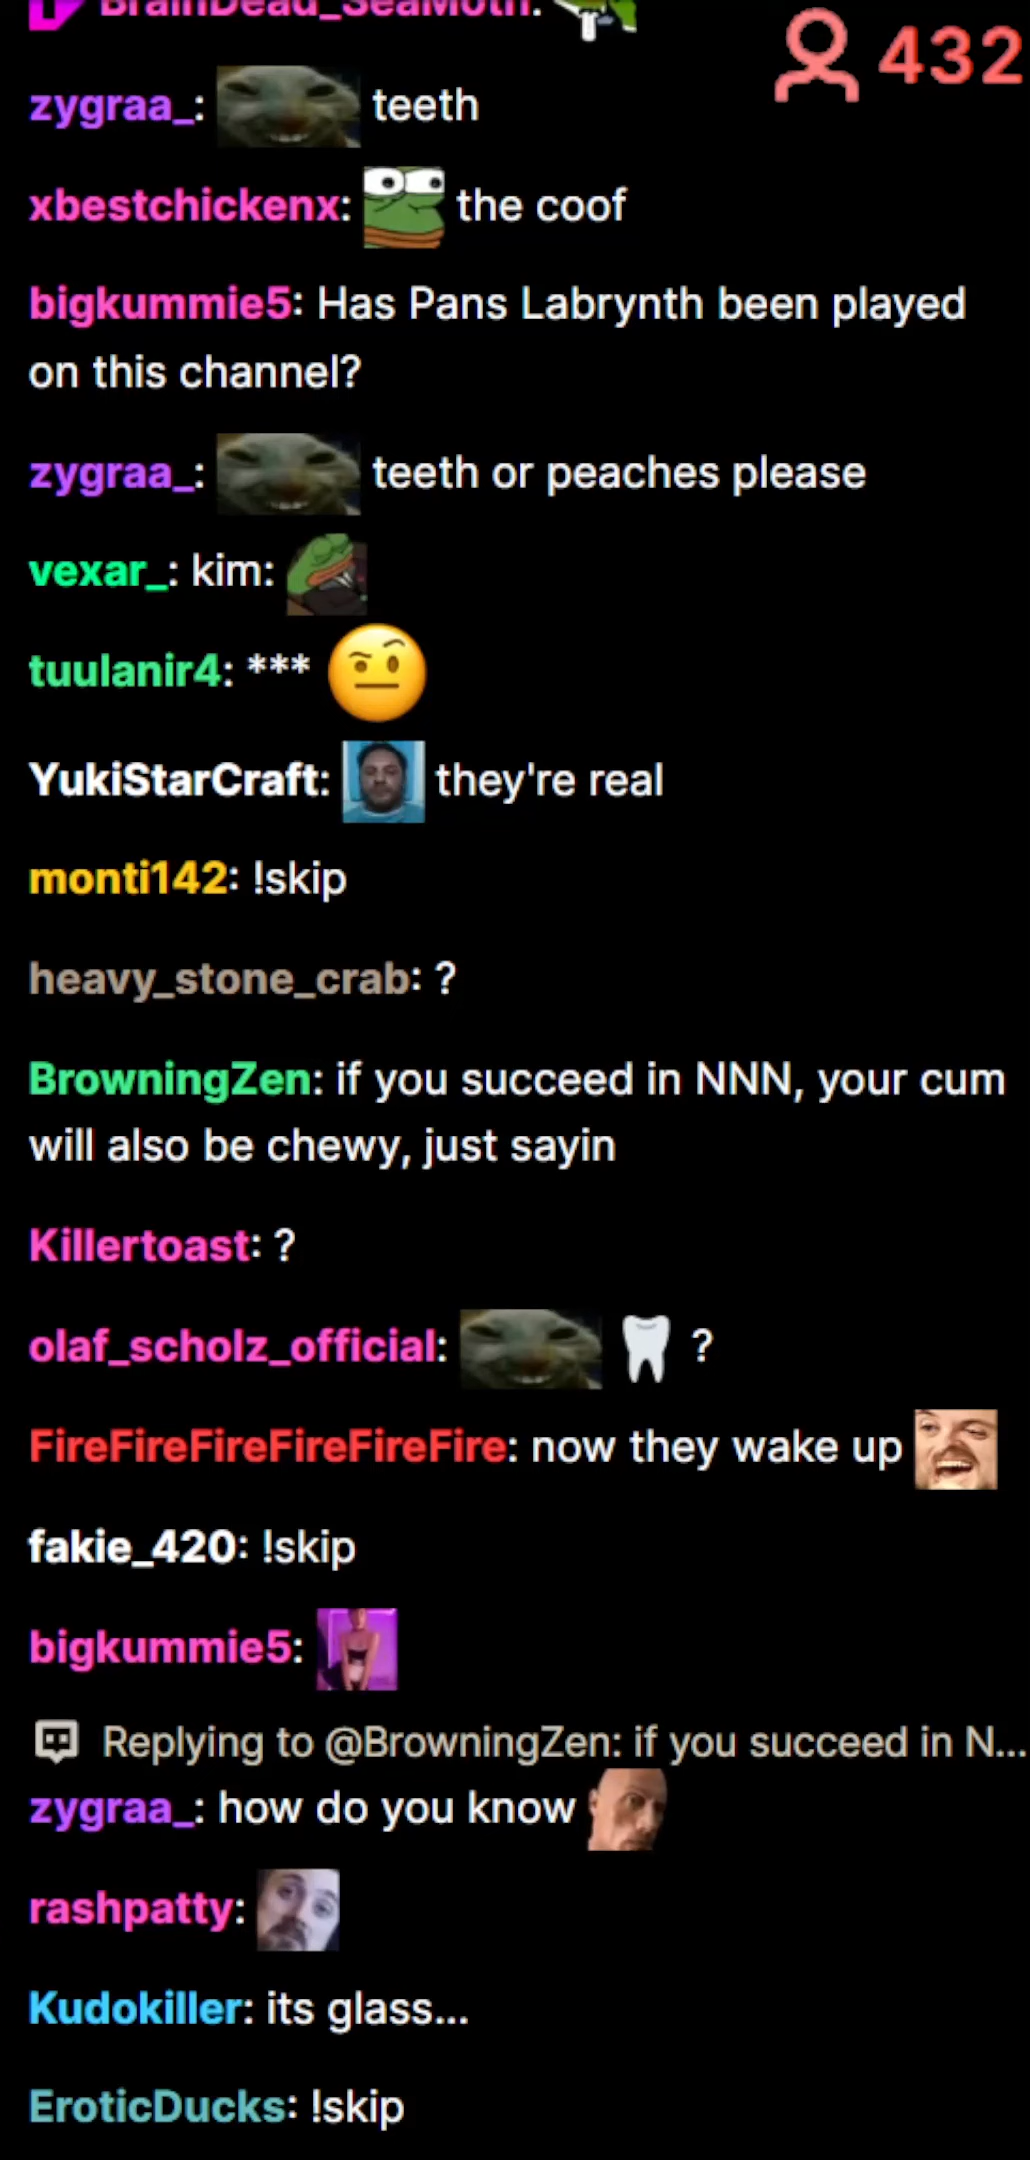 BrainDead_SeaMoth:
432
zygraa_: teeth
xbestchickenx: the coof
bigkummie5: Has Pans Labrynth been played
on this channel?
zygraa_: teeth or peaches please
vexar_: kim:
tuulanir4: ***
YukiStarCraft: they're real
monti142: !skip
heavy_stone_crab: ?
BrowningZen: if you succeed in NNN, your cum
will also be chewy, just sayin
Killertoast: ?
olaf_scholz_official: ?
FireFireFireFireFireFire: now they wake up
fakie_420: !skip
bigkummie5:
Replying to @BrowningZen: if you succeed in N...
zygraa_: how do you know
rashpatty:
Kudokiller: its glass...
EroticDucks: !skip